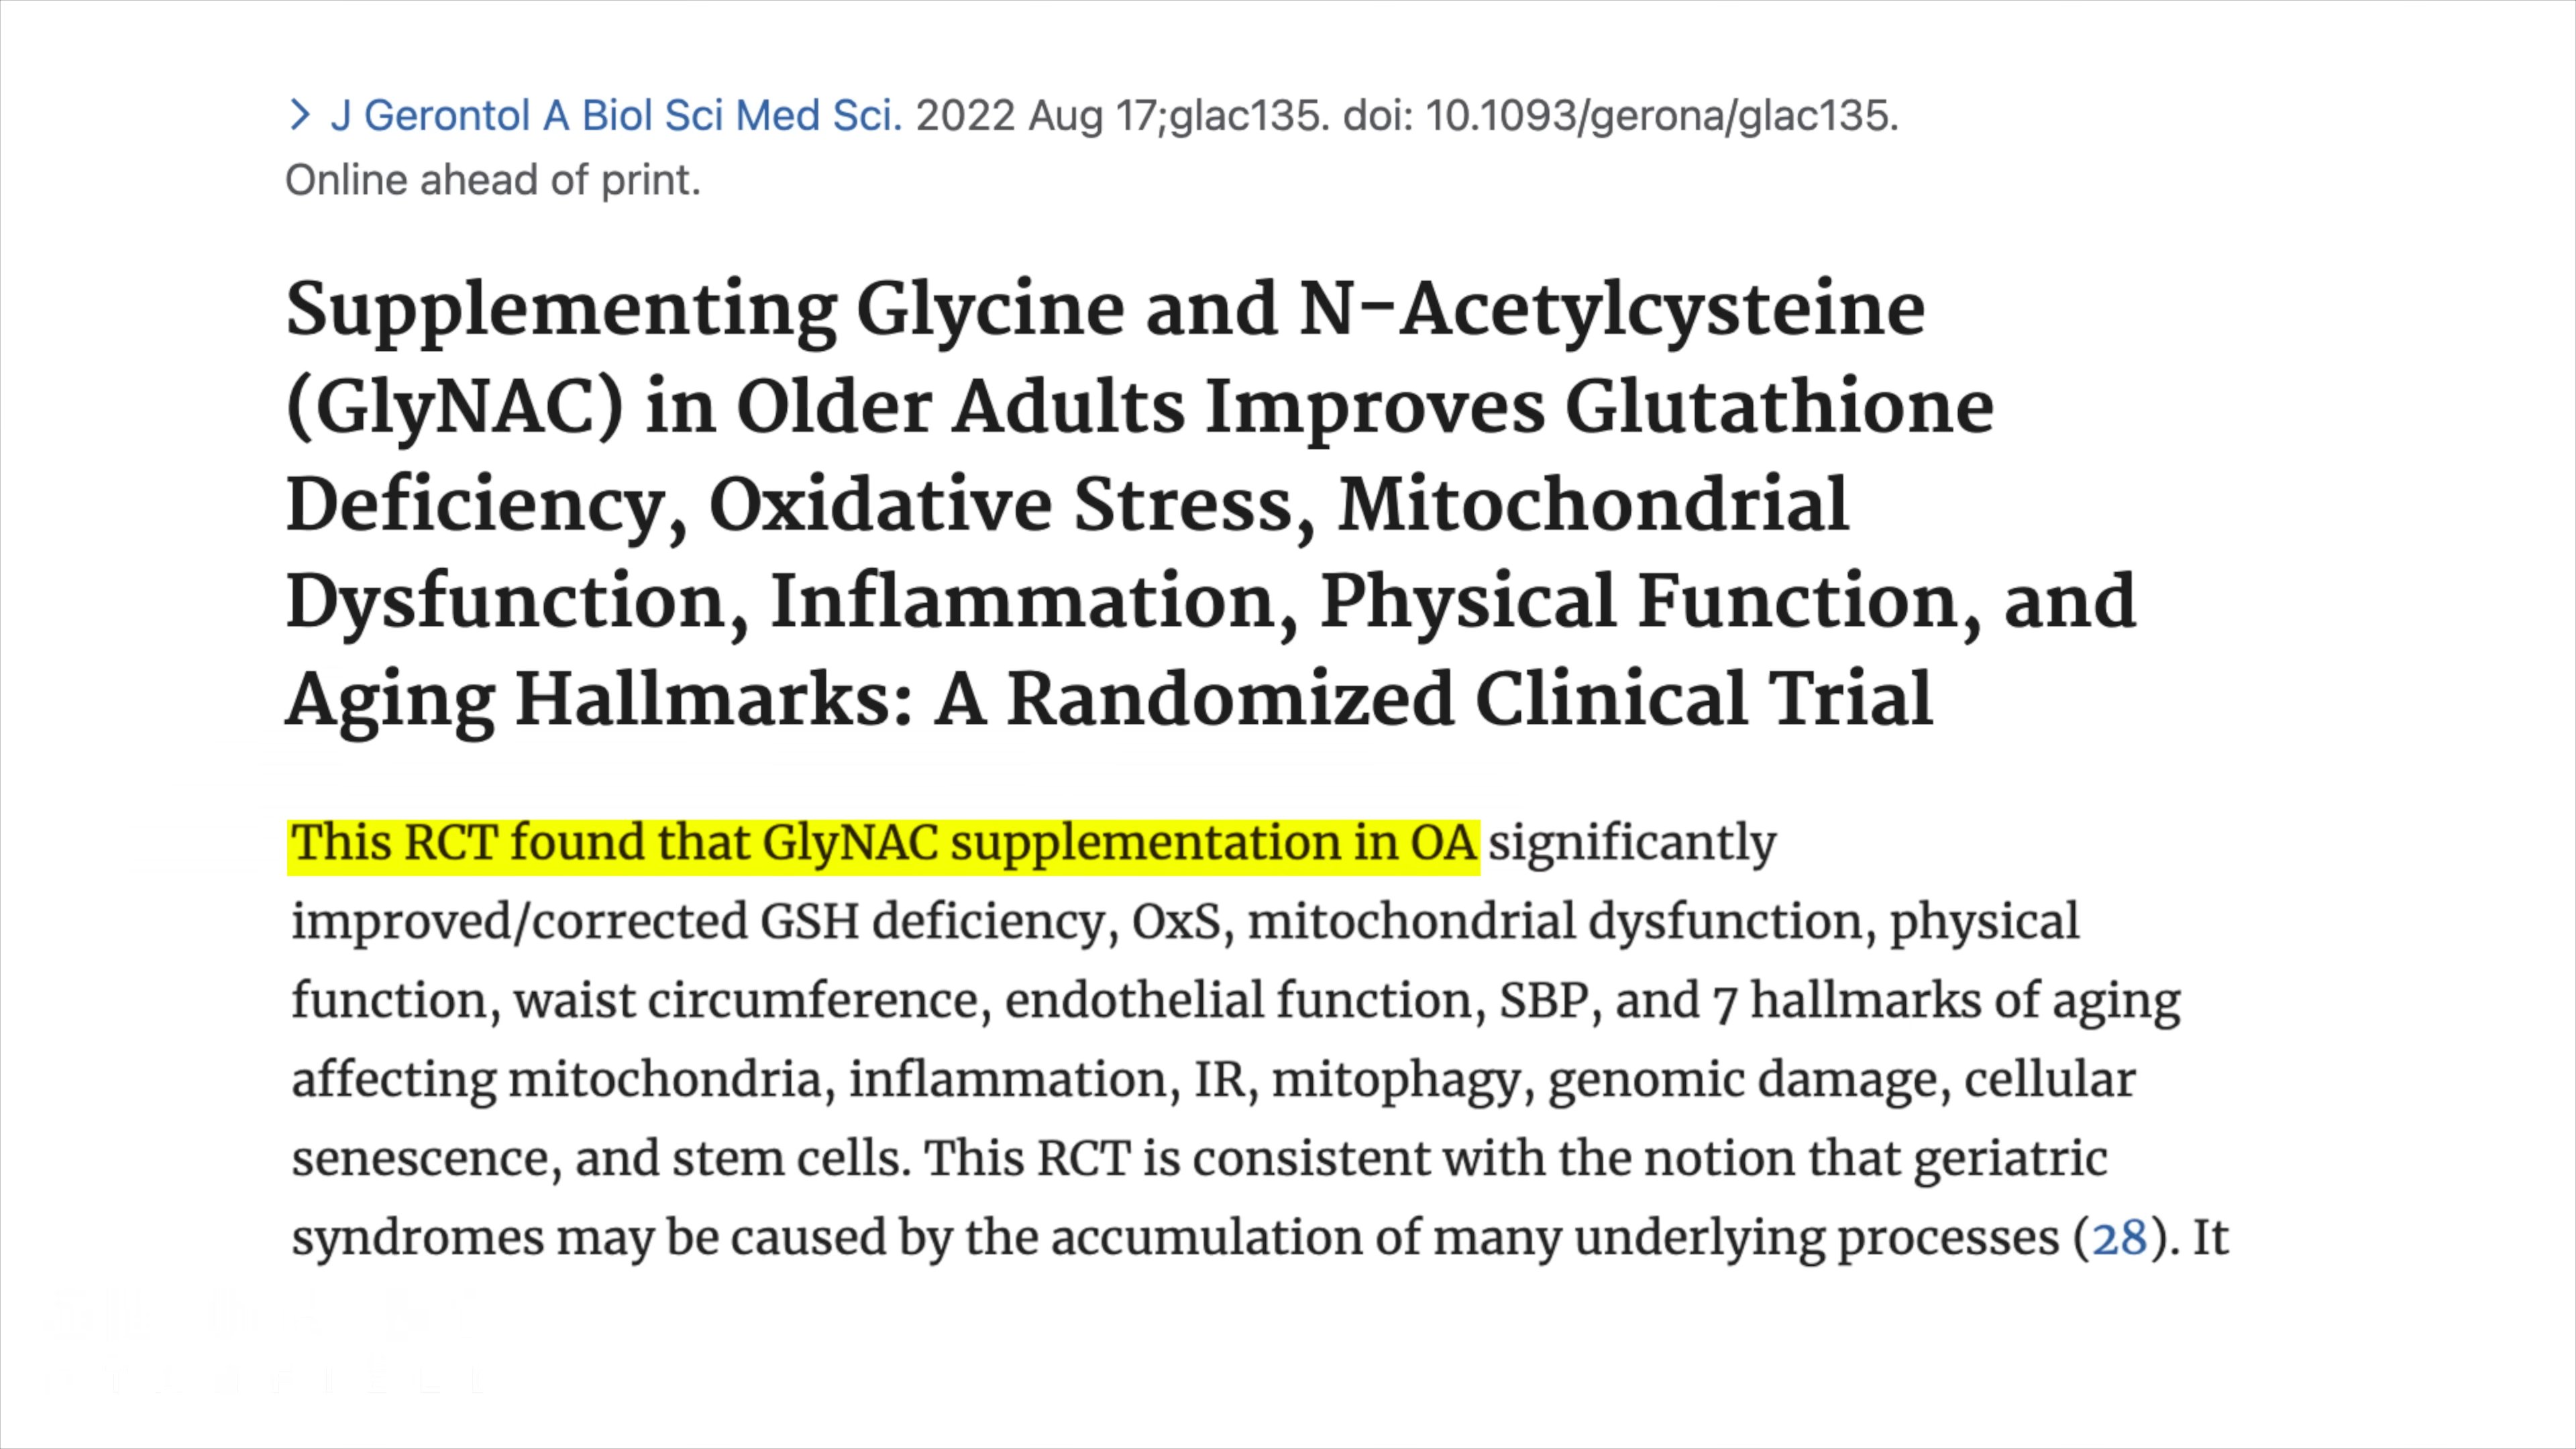 > J Gerontol A Biol Sci Med Sci. 2022 Aug 17;glac135. doi: 10.1093/gerona/glac135.
Online ahead of print.
Supplementing Glycine and N-Acetylcysteine
(GlyNAC) in Older Adults Improves Glutathione
Deficiency, Oxidative Stress, Mitochondrial
Dysfunction, Inflammation, Physical Function, and
Aging Hallmarks: A Randomized Clinical Trial
This RCT found that GlyNAC supplementation in OA significantly
improved/corrected GSH deficiency, OxS, mitochondrial dysfunction, physical
function, waist circumference, endothelial function, SBP, and 7 hallmarks of aging
affecting mitochondria, inflammation, IR, mitophagy, genomic damage, cellular
senescence, and stem cells. This RCT is consistent with the notion that geriatric
syndromes may be caused by the accumulation of many underlying processes (28). It